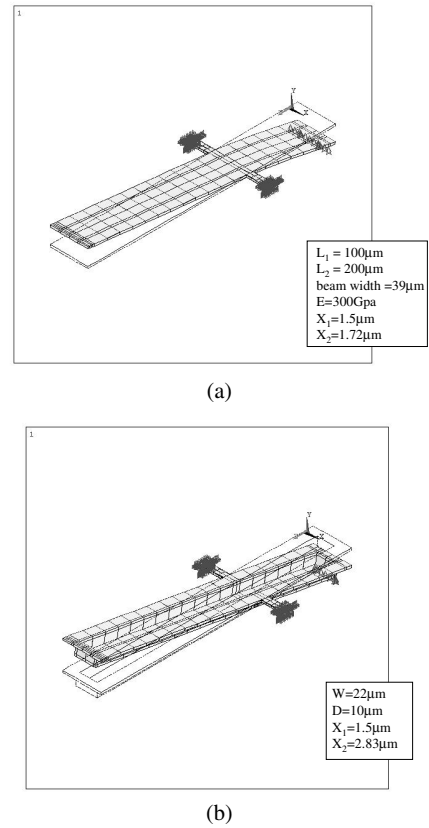 1
Y
X
L₁ = 100µm
L₂ = 200µm
beam width =39µm
E=300Gpa
X₁=1.5µm
X₂=1.72µm
(a)
1
Y
X
W=22µm
D=10µm
X₁=1.5µm
X₂=2.83µm
(b)